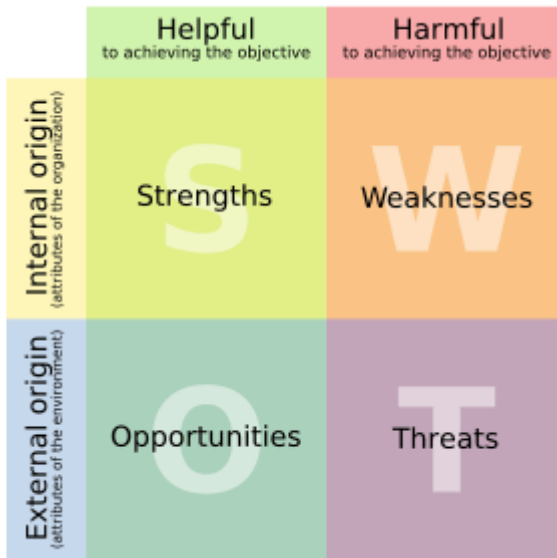 Helpful
to achieving the objective
Harmful
to achieving the objective
Internal origin
(attributes of the organization)
S
Strengths
W
Weaknesses
External origin
(attributes of the environment)
O
Opportunities
T
Threats